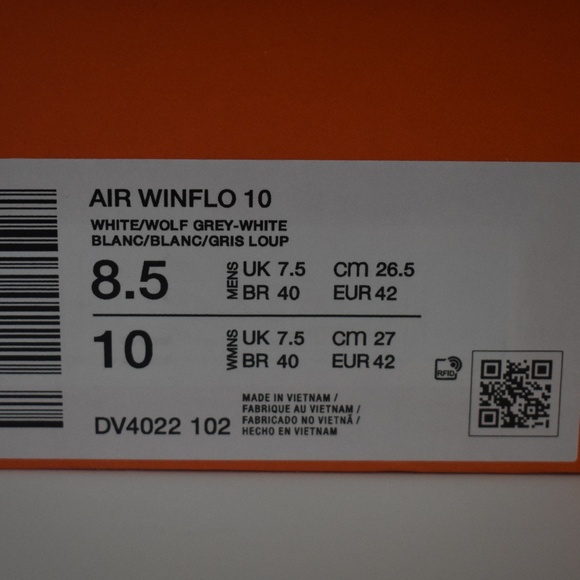 AIR WINFLO 10
WHITE/WOLF GREY-WHITE
BLANC/BLANC/GRIS LOUP
8.5 MENS UK 7.5 CM 26.5
BR 40 EUR 42
10 WMNS UK 7.5 CM 27
BR 40 EUR 42
RFID
DV4022 102
MADE IN VIETNAM /
FABRIQUE AU VIETNAM /
FABRICADO NO VIETNÃ /
HECHO EN VIETNAM